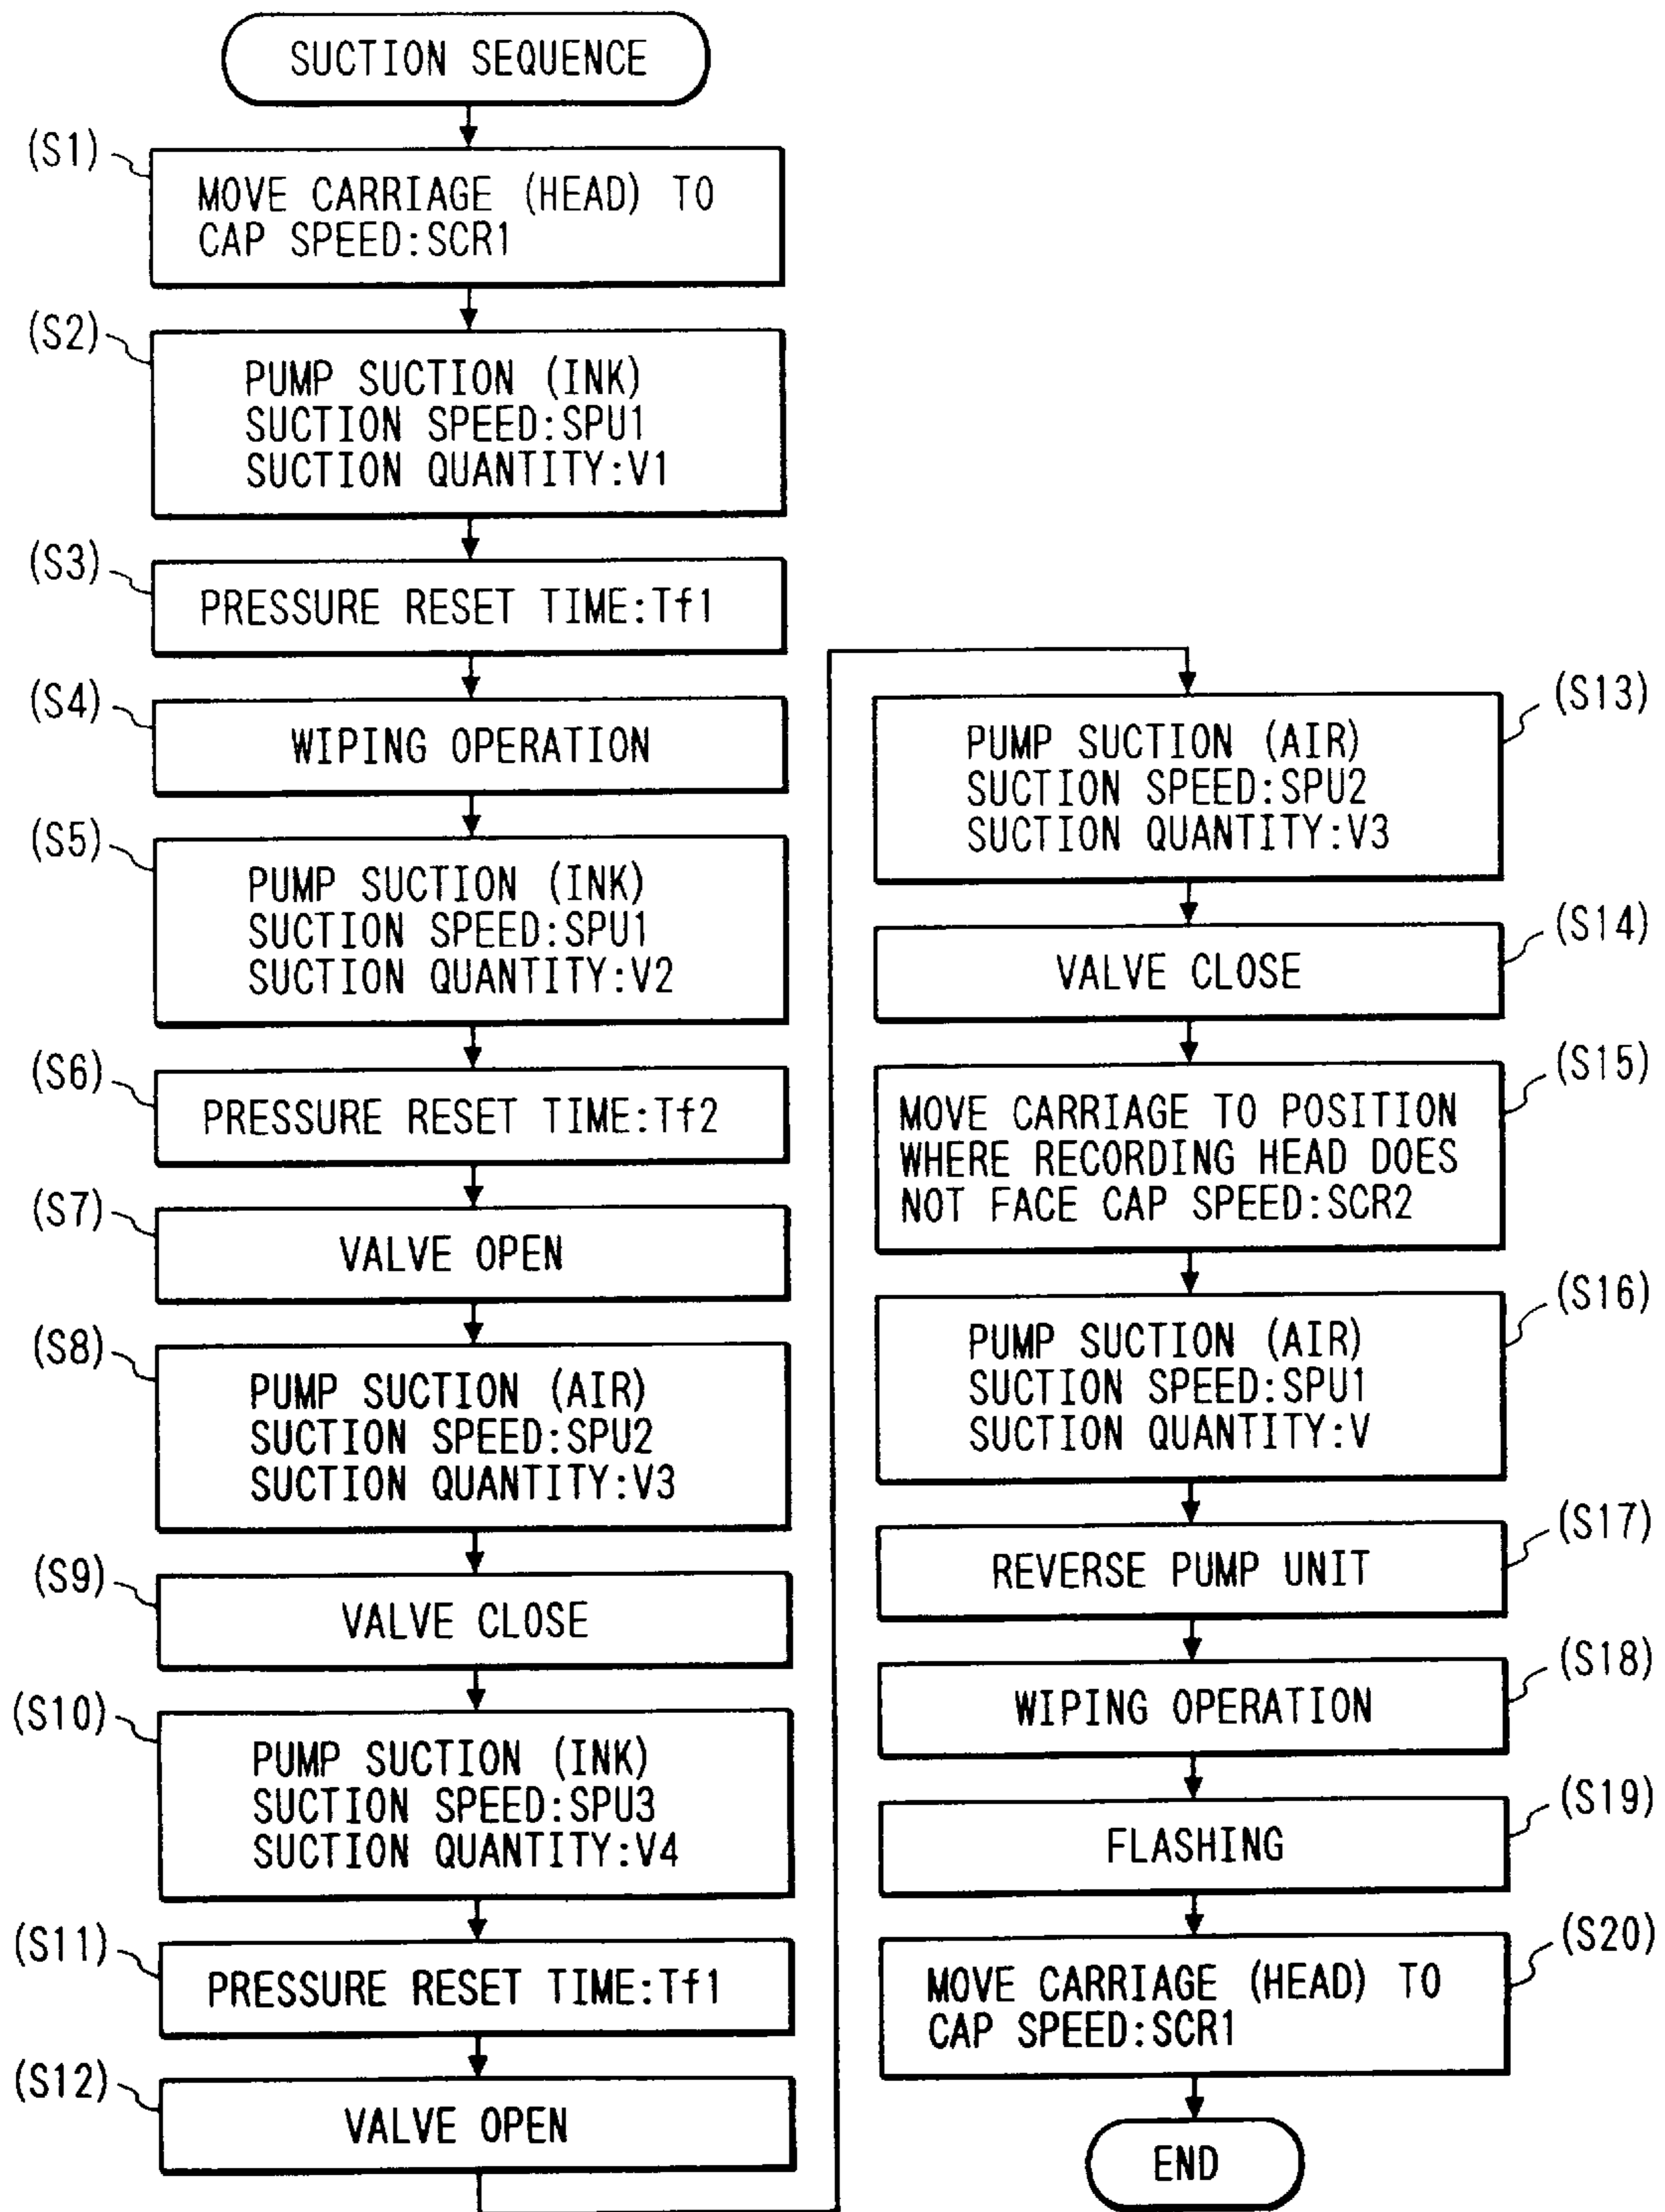 SUCTION SEQUENCE
(S1)
MOVE CARRIAGE (HEAD) TO
CAP SPEED:SCR1
(S2)
PUMP SUCTION (INK)
SUCTION SPEED:SPU1
SUCTION QUANTITY:V1
(S3)
PRESSURE RESET TIME:Tf1
(S4)
WIPING OPERATION
(S5)
PUMP SUCTION (INK)
SUCTION SPEED:SPU1
SUCTION QUANTITY:V2
(S6)
PRESSURE RESET TIME:Tf2
(S7)
VALVE OPEN
(S8)
PUMP SUCTION (AIR)
SUCTION SPEED:SPU2
SUCTION QUANTITY:V3
(S9)
VALVE CLOSE
(S10)
PUMP SUCTION (INK)
SUCTION SPEED:SPU3
SUCTION QUANTITY:V4
(S11)
PRESSURE RESET TIME:Tf1
(S12)
VALVE OPEN
(S13)
PUMP SUCTION (AIR)
SUCTION SPEED:SPU2
SUCTION QUANTITY:V3
(S14)
VALVE CLOSE
(S15)
MOVE CARRIAGE TO POSITION
WHERE RECORDING HEAD DOES
NOT FACE CAP SPEED:SCR2
(S16)
PUMP SUCTION (AIR)
SUCTION SPEED:SPU1
SUCTION QUANTITY:V
(S17)
REVERSE PUMP UNIT
(S18)
WIPING OPERATION
(S19)
FLASHING
(S20)
MOVE CARRIAGE (HEAD) TO
CAP SPEED:SCR1
END